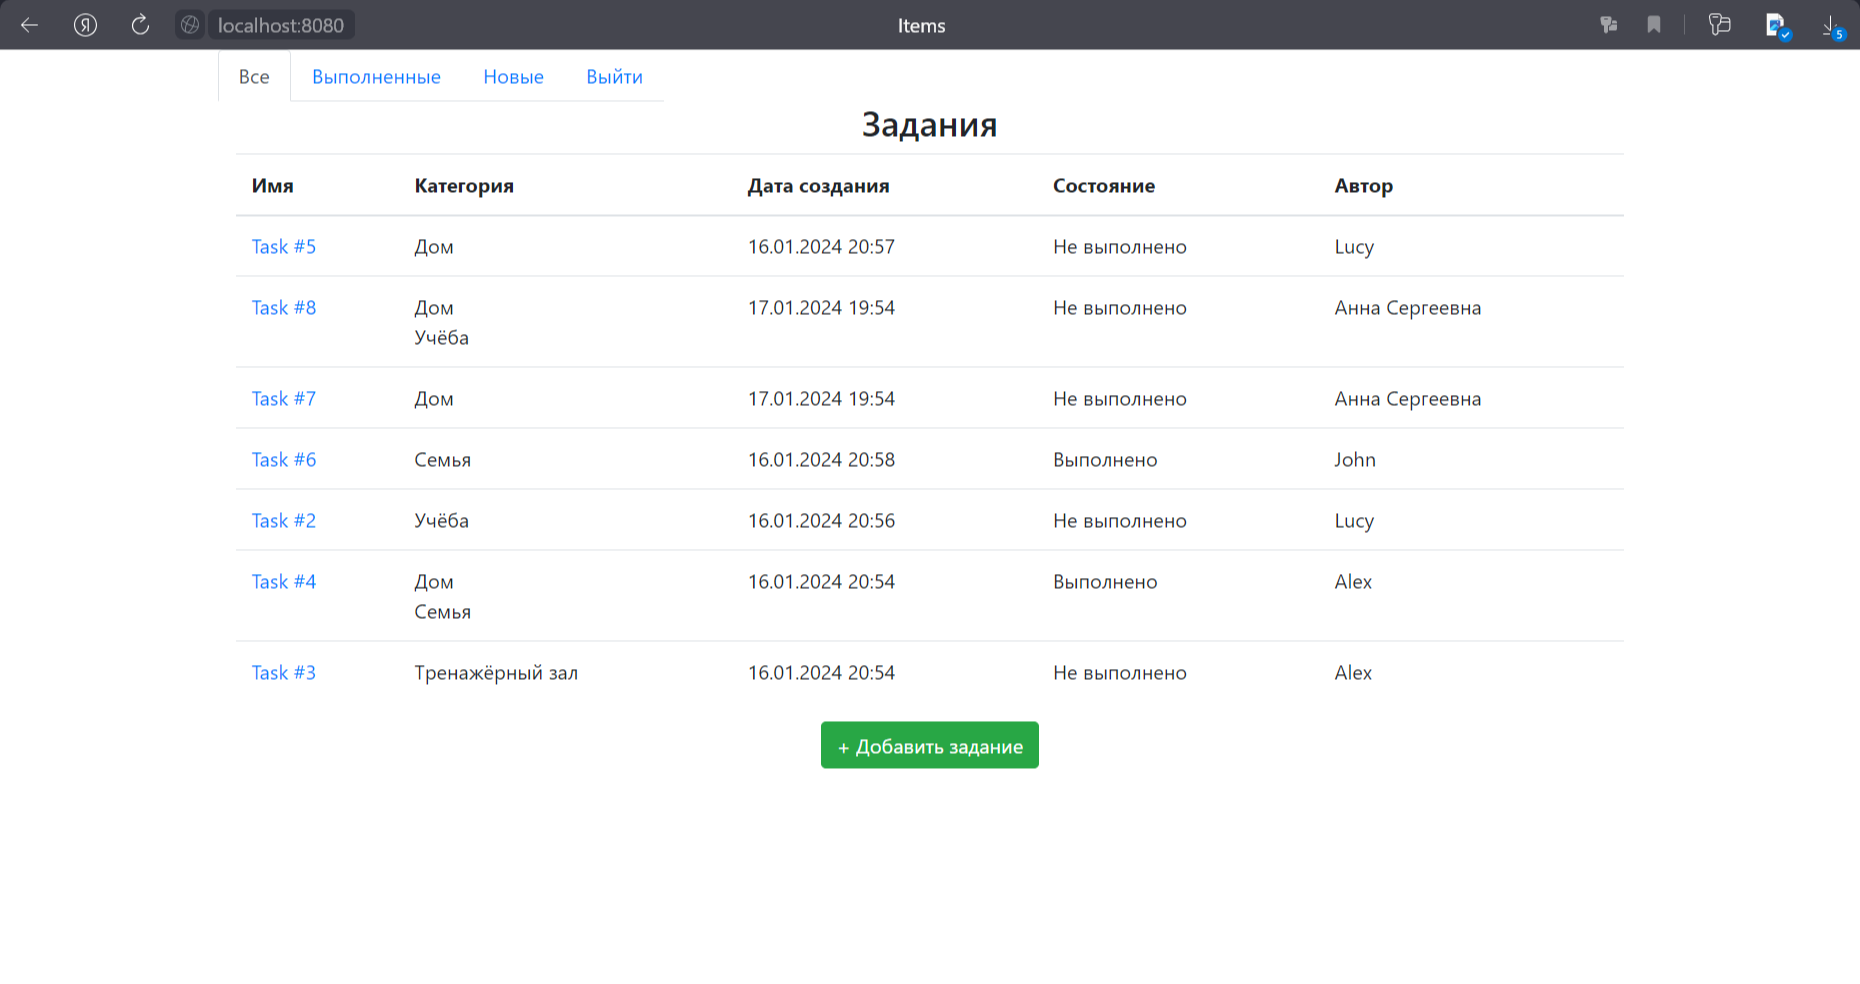 Я localhost:8080 Items 5
Все Выполненные Новые Выйти
Задания
Имя Категория Дата создания Состояние Автор
Task #5 Дом 16.01.2024 20:57 Не выполнено Lucy
Task #8 Дом 17.01.2024 19:54 Не выполнено Анна Сергеевна
Учёба
Task #7 Дом 17.01.2024 19:54 Не выполнено Анна Сергеевна
Task #6 Семья 16.01.2024 20:58 Выполнено John
Task #2 Учёба 16.01.2024 20:56 Не выполнено Lucy
Task #4 Дом 16.01.2024 20:54 Выполнено Alex
Семья
Task #3 Тренажёрный зал 16.01.2024 20:54 Не выполнено Alex
+ Добавить задание